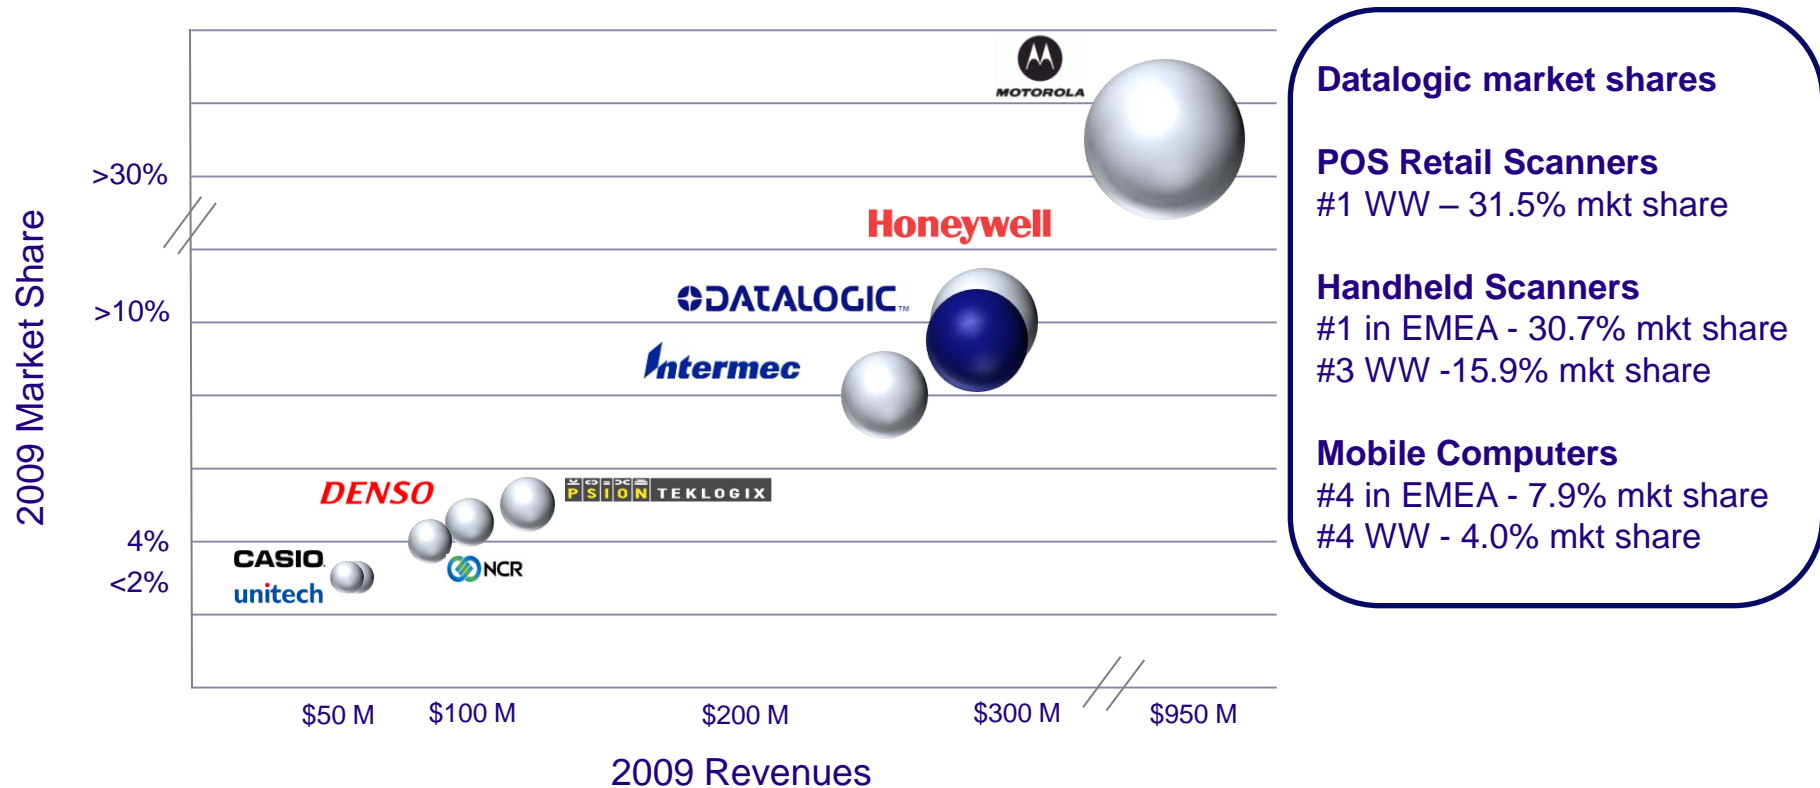 MOTOROLA
>30%
Honeywell
DATALOGIC™
>10%
Intermec
DENSO
PSION TEKLOGIX
4%
CASIO
NCR
<2%
unitech
2009 Market Share
$50 M
$100 M
$200 M
$300 M
$950 M
2009 Revenues
Datalogic market shares
POS Retail Scanners
#1 WW – 31.5% mkt share
Handheld Scanners
#1 in EMEA - 30.7% mkt share
#3 WW -15.9% mkt share
Mobile Computers
#4 in EMEA - 7.9% mkt share
#4 WW - 4.0% mkt share